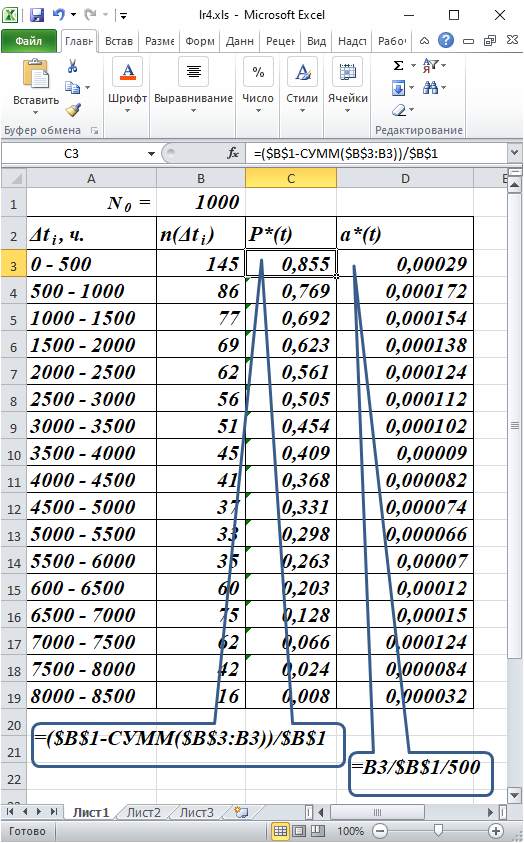 lr4.xls - Microsoft Excel
Файл Главн Встав Разме Форм Данн Рецен Вид Надст Рабоч
Вставить Шрифт Выравнивание Число Стили Ячейки
Буфер обмена Редактирование
C3 fx =($B$1-СУММ($B$3:B3))/$B$1
A B C D E
1 N0 = 1000
2 Δti, ч. n(Δti) P*(t) a*(t)
3 0 - 500 145 0,855 0,00029
4 500 - 1000 86 0,769 0,000172
5 1000 - 1500 77 0,692 0,000154
6 1500 - 2000 69 0,623 0,000138
7 2000 - 2500 62 0,561 0,000124
8 2500 - 3000 56 0,505 0,000112
9 3000 - 3500 51 0,454 0,000102
10 3500 - 4000 45 0,409 0,00009
11 4000 - 4500 41 0,368 0,000082
12 4500 - 5000 37 0,331 0,000074
13 5000 - 5500 33 0,298 0,000066
14 5500 - 6000 35 0,263 0,00007
15 600 - 6500 60 0,203 0,00012
16 6500 - 7000 75 0,128 0,00015
17 7000 - 7500 62 0,066 0,000124
18 7500 - 8000 42 0,024 0,000084
19 8000 - 8500 16 0,008 0,000032
20
=($B$1-СУММ($B$3:B3))/$B$1
21
22 =B3/$B$1/500
Лист1 Лист2 Лист3
Готово 100%